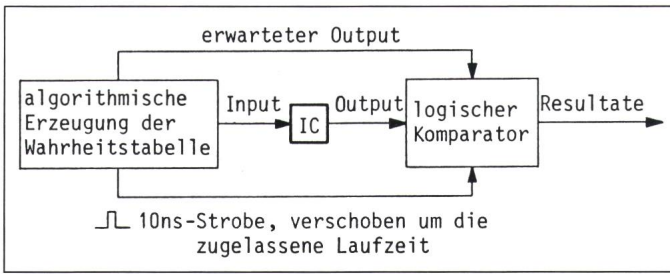 erwarteter Output
algorithmische
Erzeugung der
Wahrheitstabelle
Input
IC
Output
logischer
Komparator
Resultate
10ns-Strobe, verschoben um die
zugelassene Laufzeit